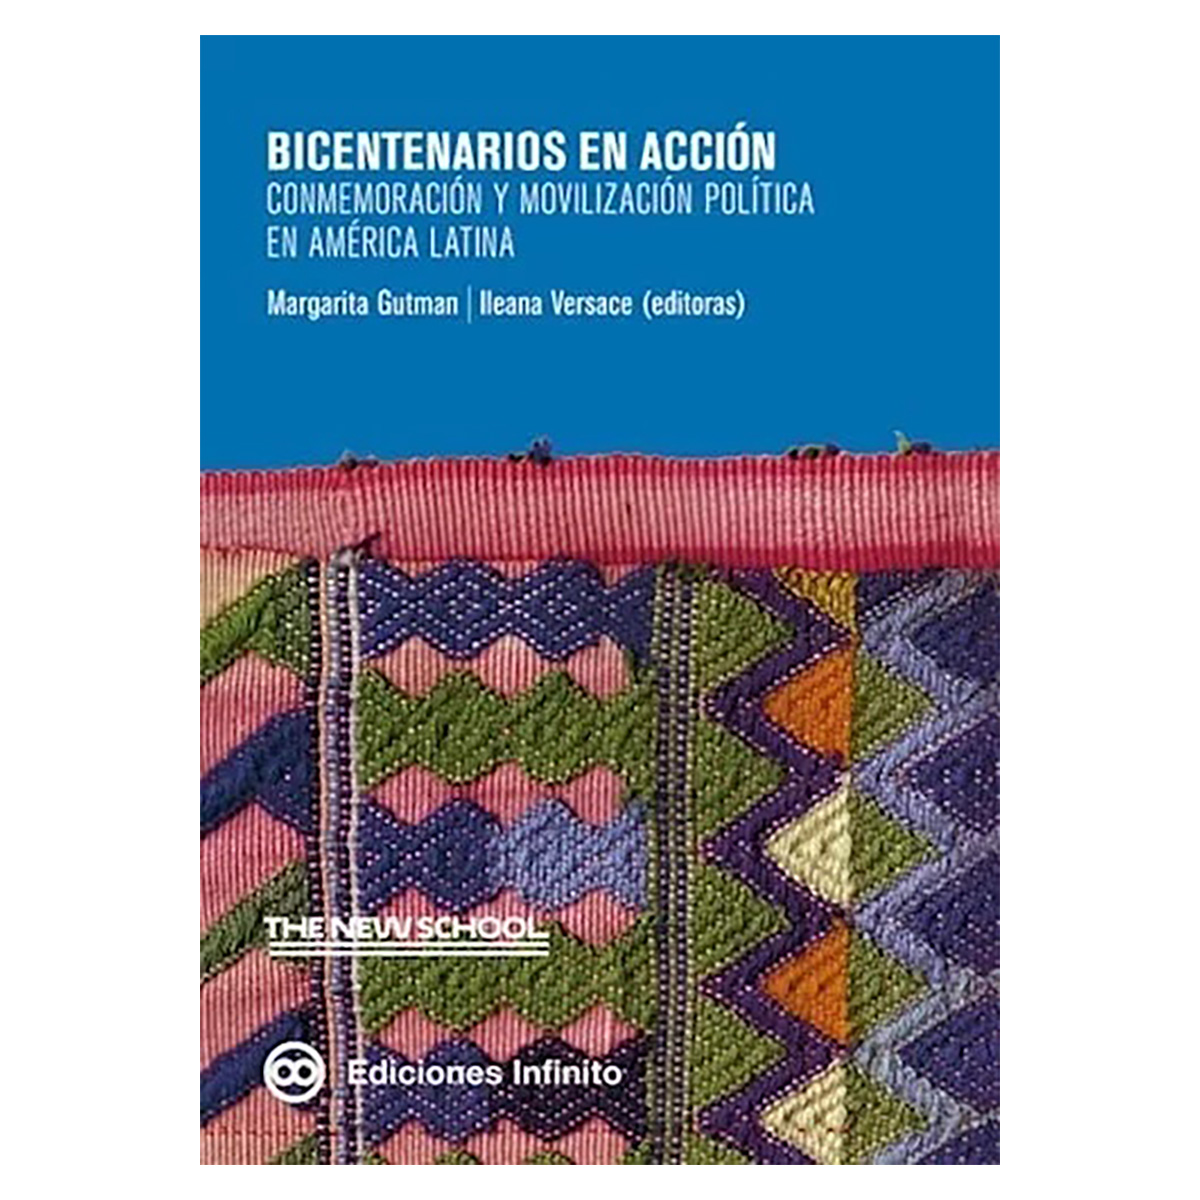 BICENTENARIOS EN ACCIÓN
CONMEMORACIÓN Y MOVILIZACIÓN POLÍTICA
EN AMÉRICA LATINA
Margarita Gutman | Ileana Versace (editoras)
THE NEW SCHOOL
Ediciones Infinito